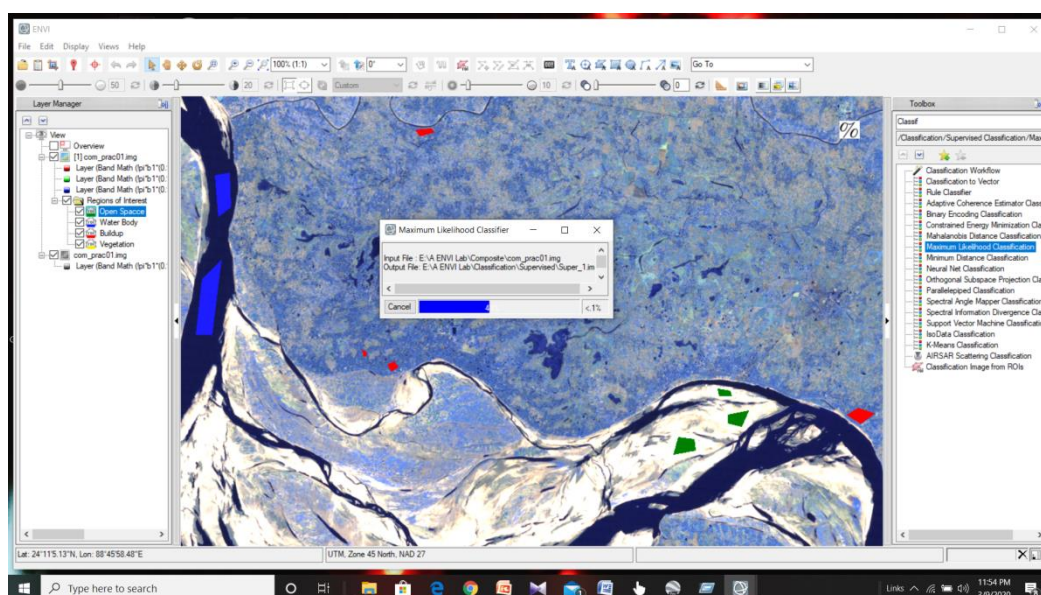 ENVI
File Edit Display Views Help
100% (1:1)
0°
Go To
50
20
Custom
10
0
Layer Manager
View
Overview
[1] com_prac01.img
Layer (Band Math (!pi*b1*(0.
Layer (Band Math (!pi*b1*(0.
Layer (Band Math (!pi*b1*(0.
Regions of Interest
Open Spacce
Water Body
Buildup
Vegetation
com_prac01.img
Layer (Band Math (!pi*b1*(0.
%
Maximum Likelihood Classifier
Input File : E:\A ENVI Lab\Composite\com_prac01.img
Output File: E:\A ENVI Lab\Classification\Supervised\Super_1.im
Cancel
<.1%
Toolbox
Classif
/Classification/Supervised Classification/Max
Classification Workflow
Classification to Vector
Rule Classifier
Adaptive Coherence Estimator Class
Binary Encoding Classification
Constrained Energy Minimization Cla
Mahalanobis Distance Classification
Maximum Likelihood Classification
Minimum Distance Classification
Neural Net Classification
Orthogonal Subspace Projection Cla
Parallelepiped Classification
Spectral Angle Mapper Classification
Spectral Information Divergence Cla
Support Vector Machine Classificatio
IsoData Classification
K-Means Classification
AIRSAR Scattering Classification
Classification Image from ROIs
Lat: 24°11'5.13"N, Lon: 88°45'58.48"E
UTM, Zone 45 North, NAD 27
Type here to search
Links
11:54 PM
3/9/2020